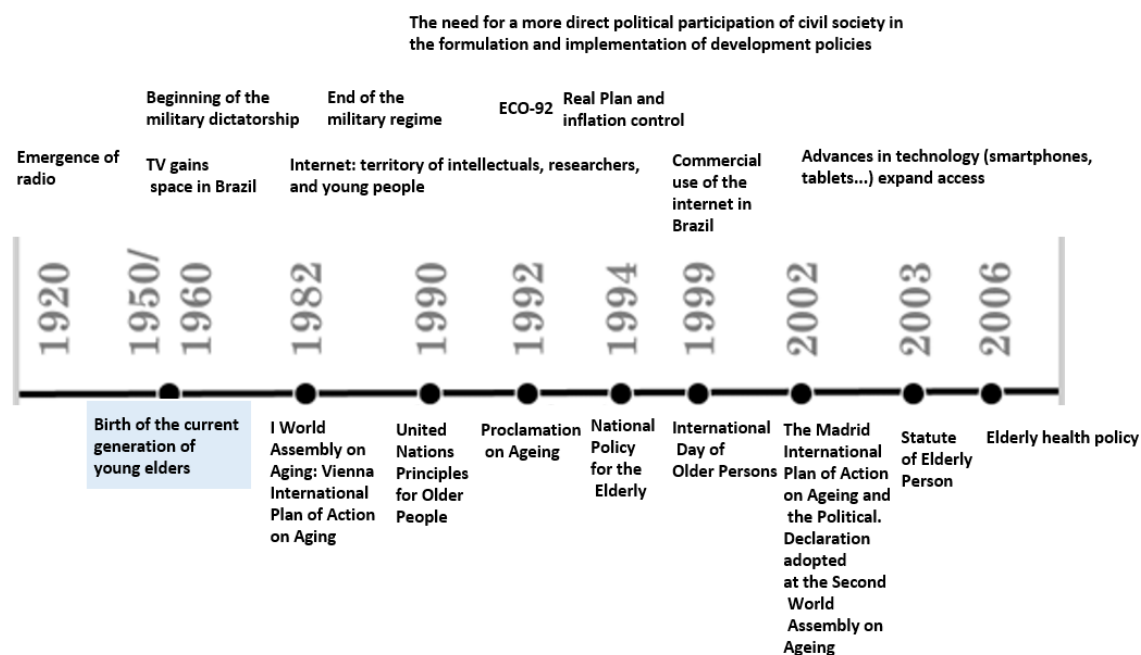 The need for a more direct political participation of civil society in
the formulation and implementation of development policies
Beginning of the
military dictatorship
End of the
military regime
ECO-92
Real Plan and
inflation control
Emergence of
radio
TV gains
space in Brazil
Internet: territory of intellectuals, researchers,
and young people
Commercial
use of the
internet in
Brazil
Advances in technology (smartphones,
tablets...) expand access
1920
1950/
1960
1982
1990
1992
1994
1999
2002
2003
2006
Birth of the current
generation of
young elders
I World
Assembly on
Aging: Vienna
International
Plan of Action
on Aging
United
Nations
Principles
for Older
People
Proclamation
on Ageing
National
Policy
for the
Elderly
International
Day of
Older Persons
The Madrid
International
Plan of Action
on Ageing and
the Political.
Declaration
adopted
at the Second
World
Assembly on
Ageing
Statute
of Elderly
Person
Elderly health policy